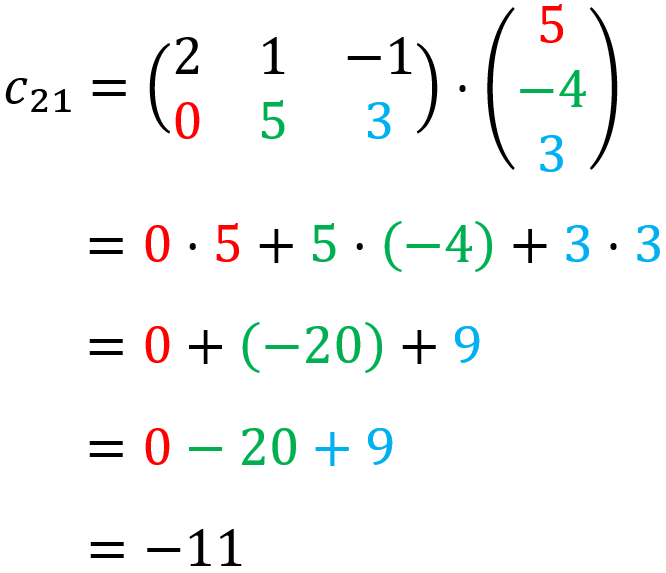 c₂₁ = (2 1 −1
0 5 3) · (5
−4
3)
= 0 · 5 + 5 · (−4) + 3 · 3
= 0 + (−20) + 9
= 0 − 20 + 9
= −11